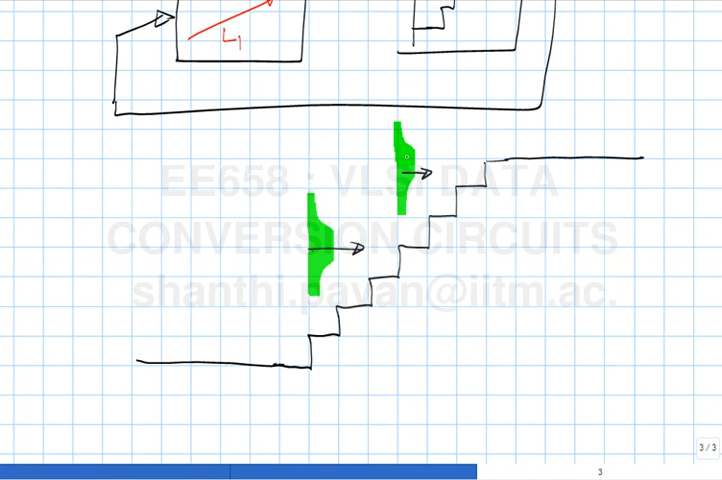 L1
EE658 : VLSI DATA
CONVERSION CIRCUITS
shanthi.pavan@iitm.ac.
3 / 3
3